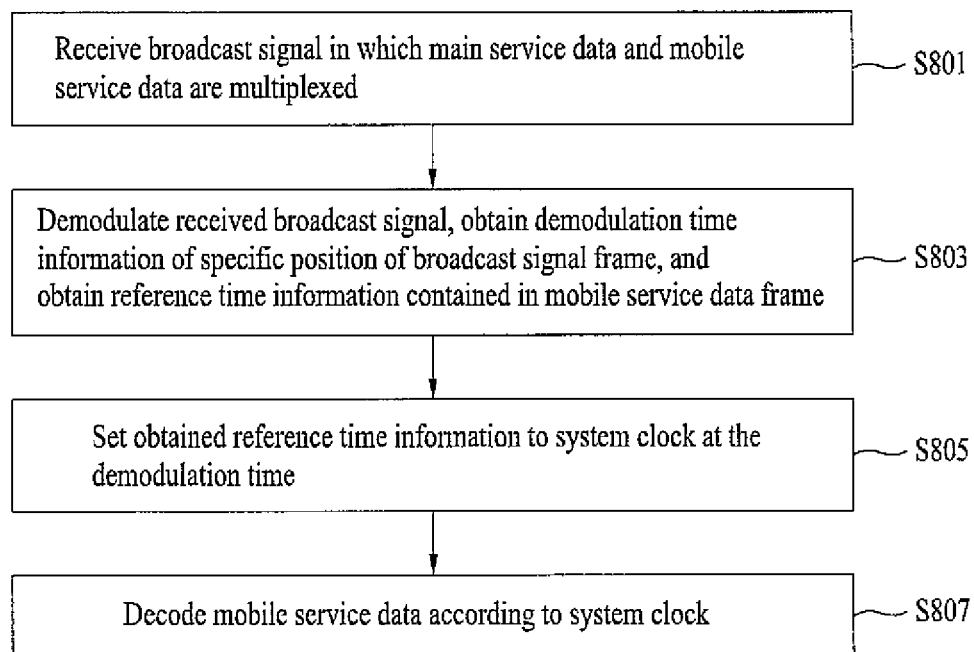 Receive broadcast signal in which main service data and mobile
service data are multiplexed
S801
Demodulate received broadcast signal, obtain demodulation time
information of specific position of broadcast signal frame, and
obtain reference time information contained in mobile service data frame
S803
Set obtained reference time information to system clock at the
demodulation time
S805
Decode mobile service data according to system clock
S807